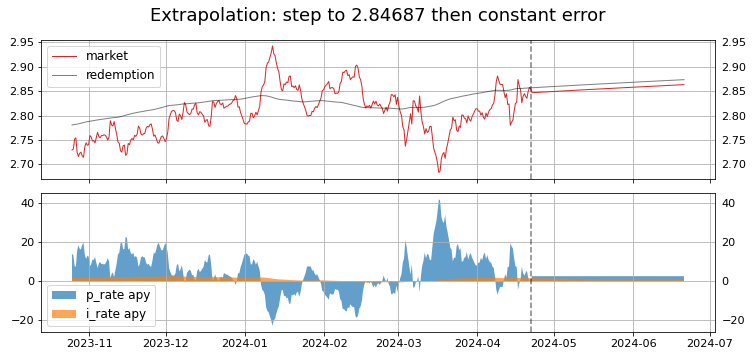 Extrapolation: step to 2.84687 then constant error
2.95 2.95
market
redemption
2.90 2.90
2.85 2.85
2.80 2.80
2.75 2.75
2.70 2.70
40 40
20 20
0 0
p_rate apy
i_rate apy
−20 −20
2023-11 2023-12 2024-01 2024-02 2024-03 2024-04 2024-05 2024-06 2024-07